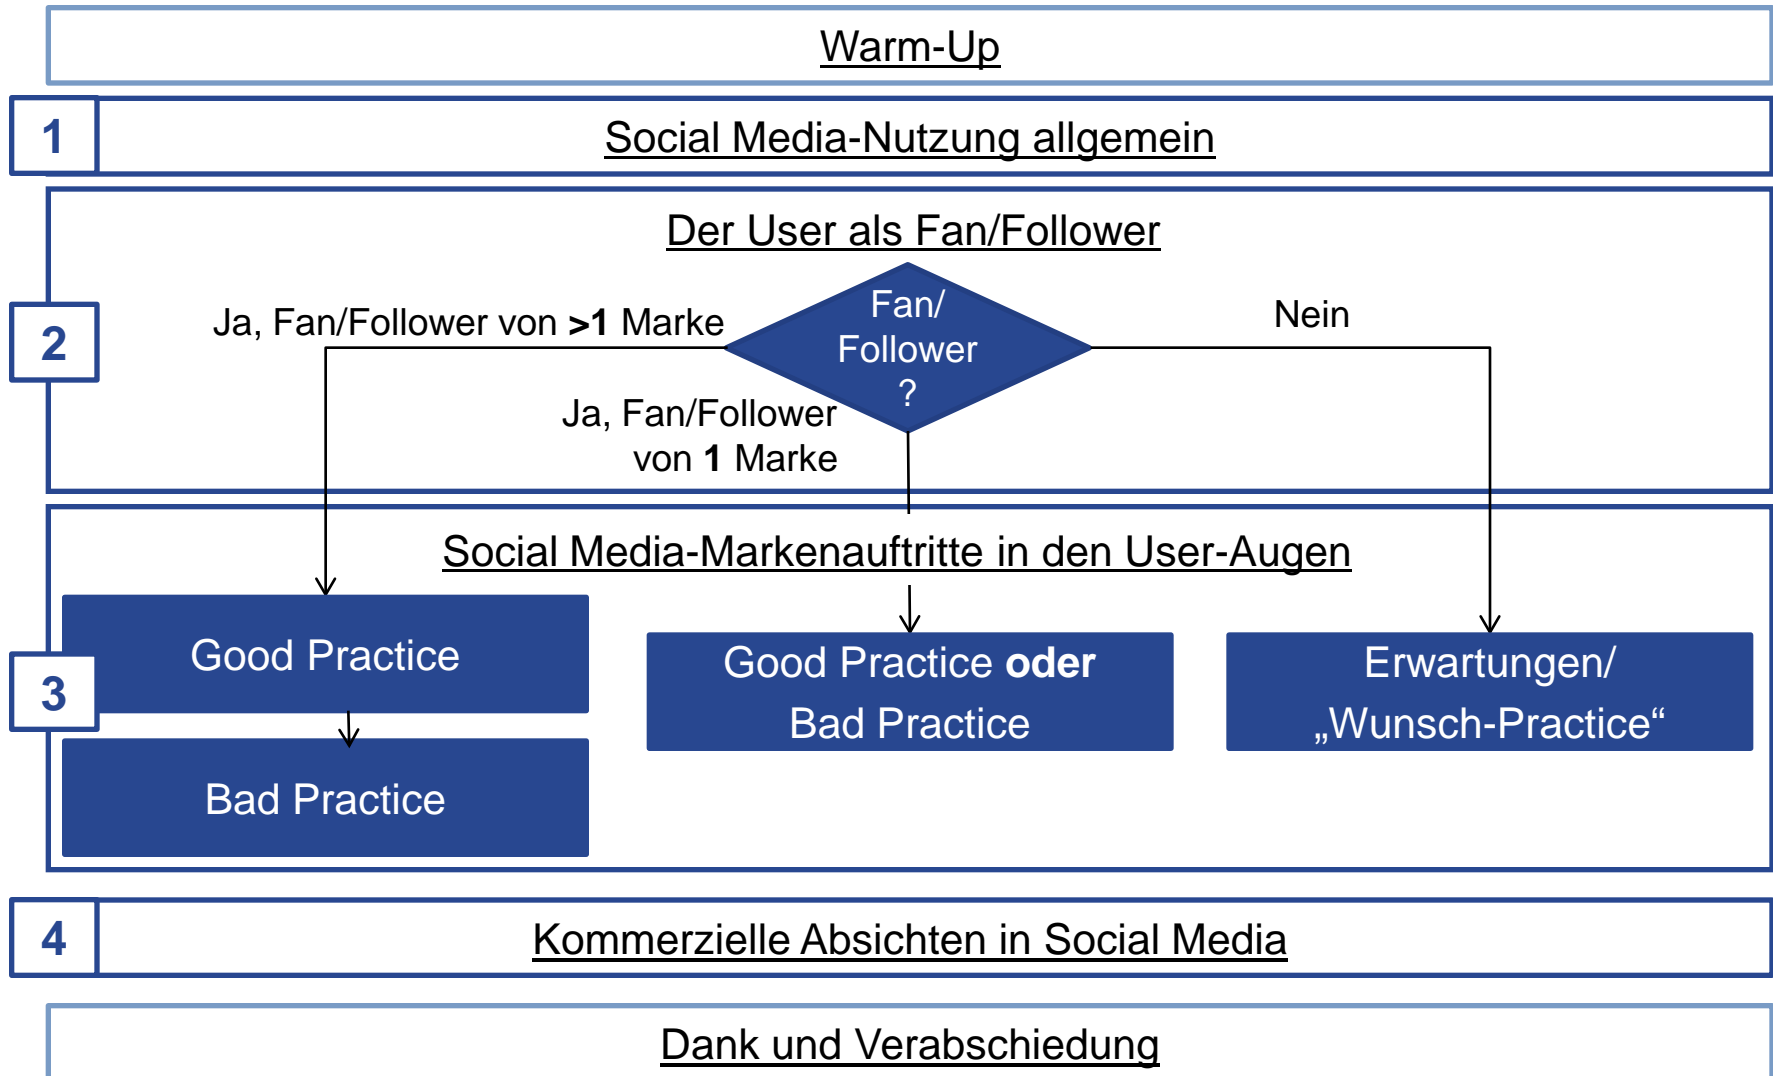 Warm-Up
1
Social Media-Nutzung allgemein
2
Der User als Fan/Follower
Fan/
Follower
?
Ja, Fan/Follower von >1 Marke
Nein
Ja, Fan/Follower
von 1 Marke
3
Social Media-Markenauftritte in den User-Augen
Good Practice
Bad Practice
Good Practice oder
Bad Practice
Erwartungen/
„Wunsch-Practice“
4
Kommerzielle Absichten in Social Media
Dank und Verabschiedung